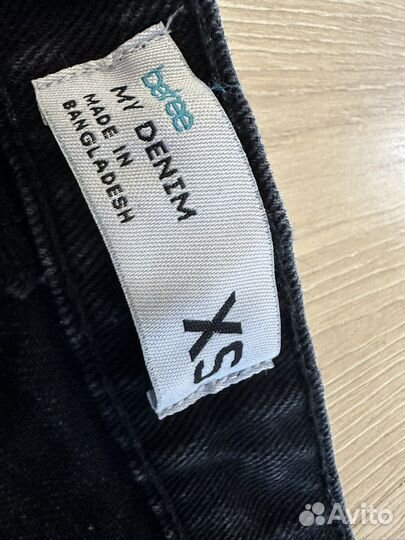 befree
MY DENIM
MADE IN
BANGLADESH
XS
Avito